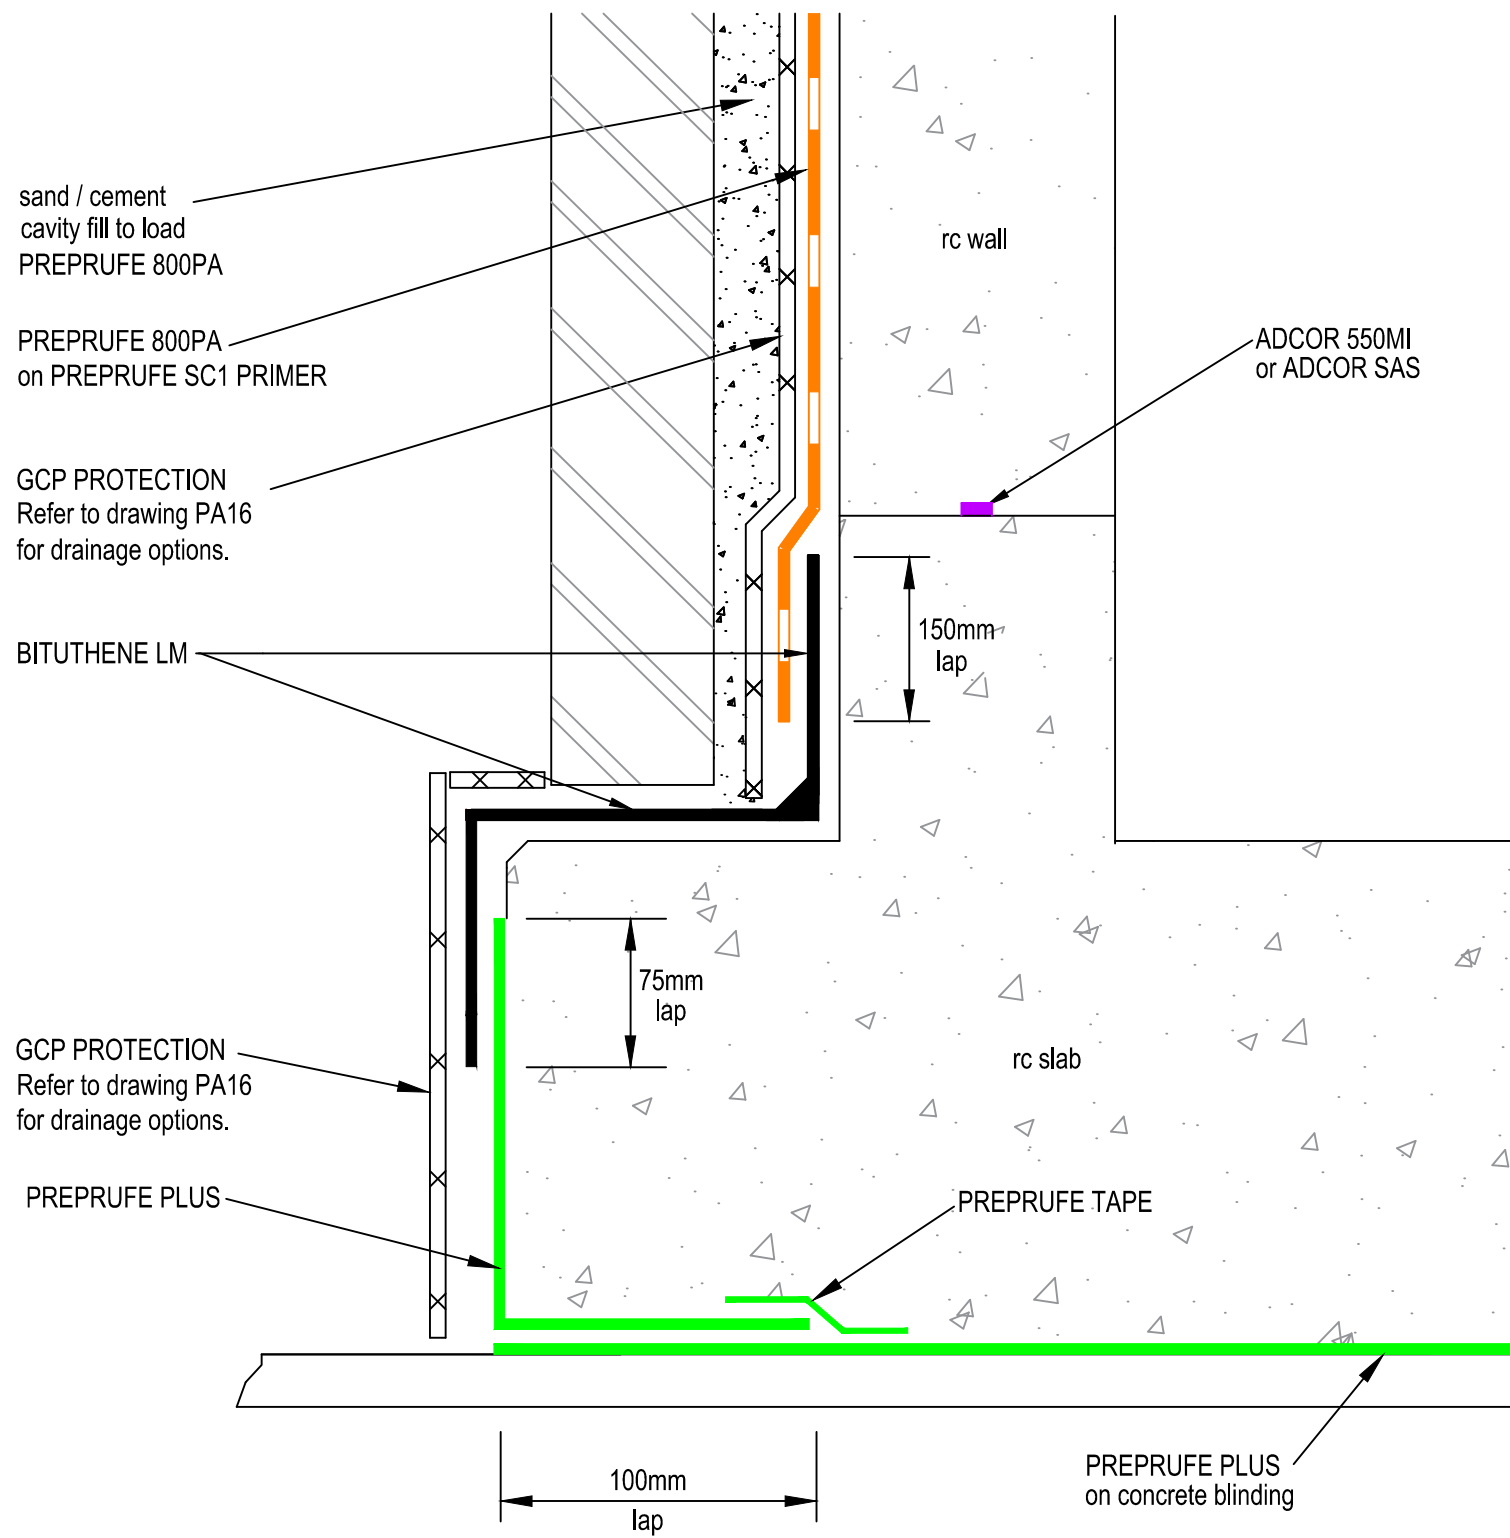 sand / cement
cavity fill to load
PREPRUFE 800PA
PREPRUFE 800PA
on PREPRUFE SC1 PRIMER
GCP PROTECTION
Refer to drawing PA16
for drainage options.
BITUTHENE LM
GCP PROTECTION
Refer to drawing PA16
for drainage options.
PREPRUFE PLUS
rc wall
ADCOR 550MI
or ADCOR SAS
150mm
lap
75mm
lap
rc slab
PREPRUFE TAPE
100mm
lap
PREPRUFE PLUS
on concrete blinding